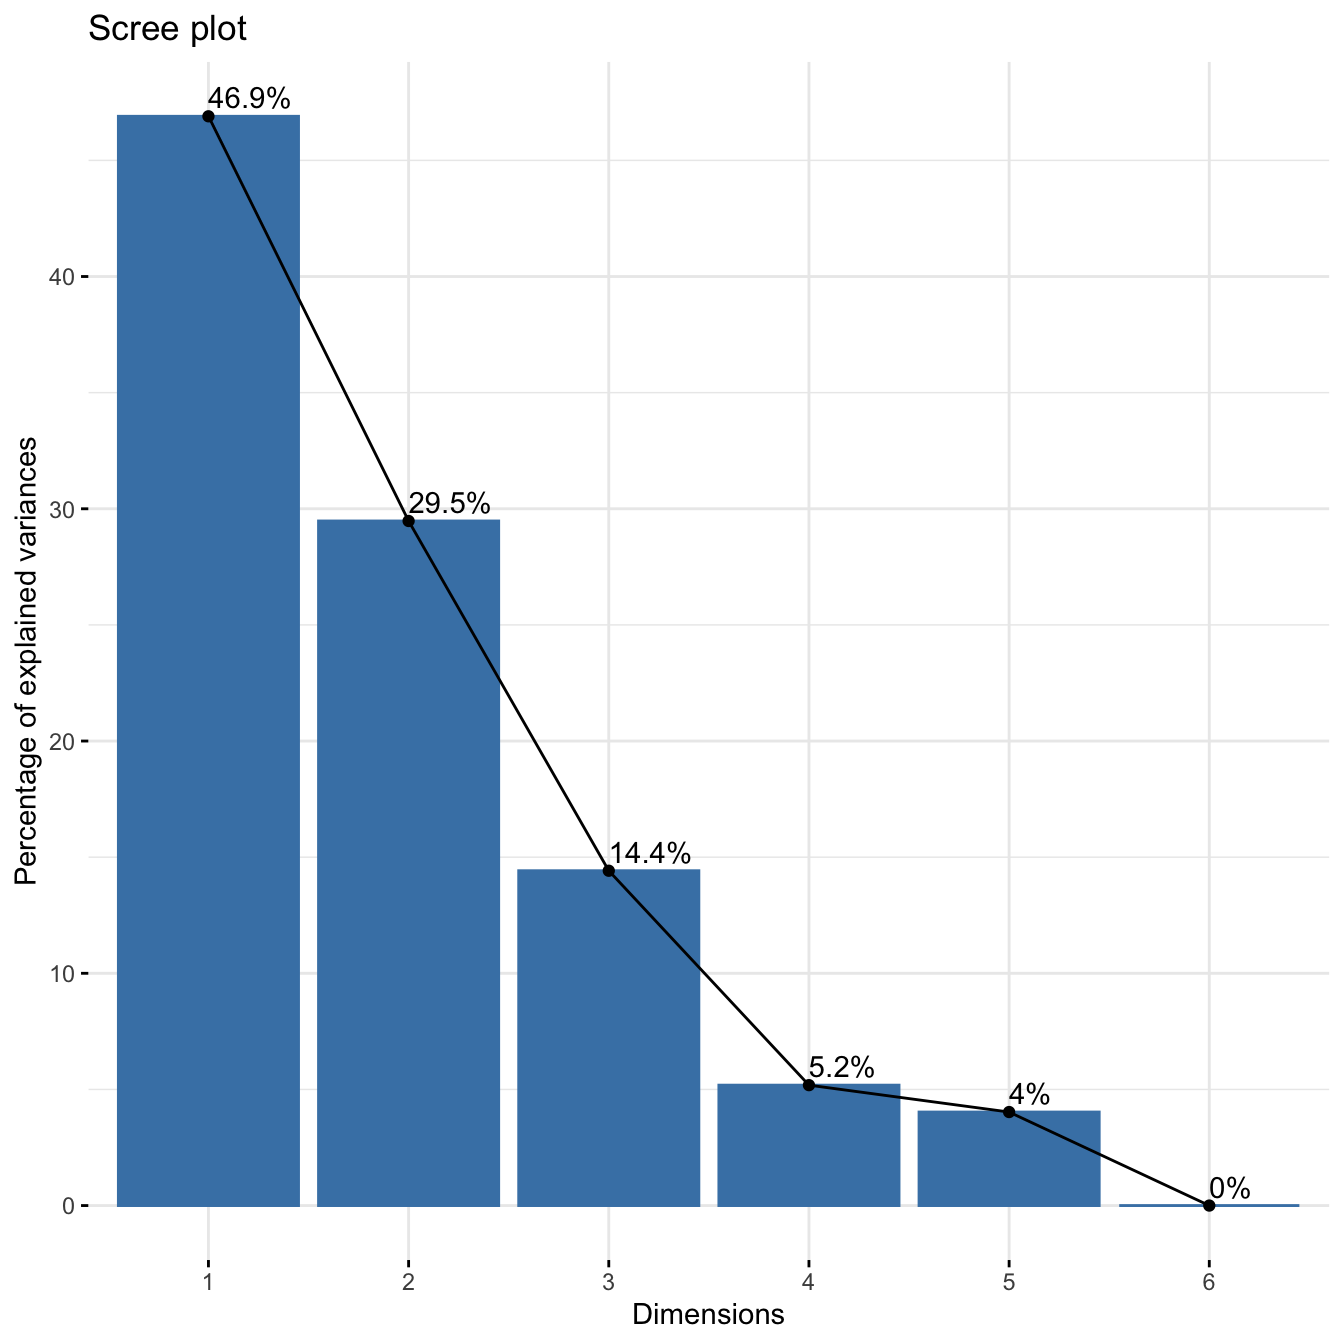 Scree plot
46.9%
29.5%
14.4%
5.2%
4%
0%
40
30
20
10
0
Percentage of explained variances
1 2 3 4 5 6
Dimensions